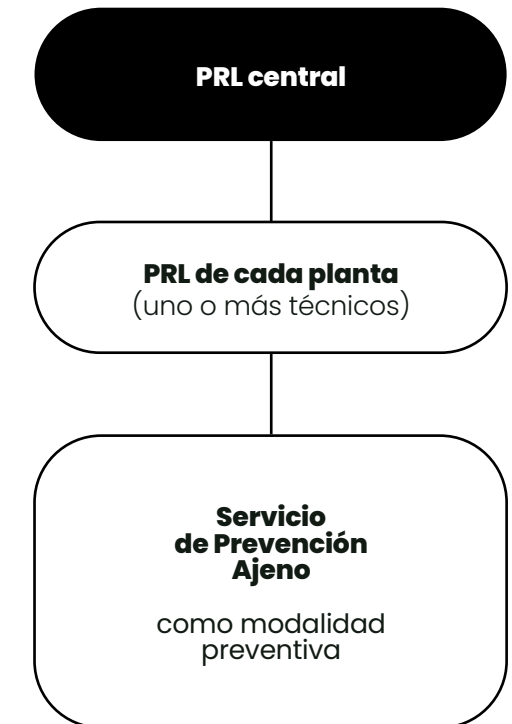 PRL central
PRL de cada planta
(uno o más técnicos)
Servicio
de Prevención
Ajeno
como modalidad
preventiva